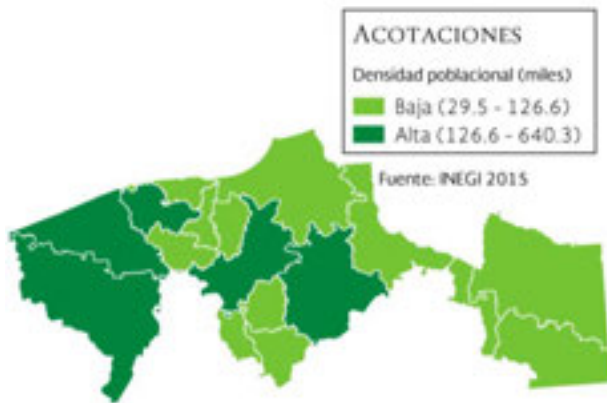 ACOTACIONES
Densidad poblacional (miles)
Baja (29.5 - 126.6)
Alta (126.6 - 640.3)
Fuente: INEGI 2015